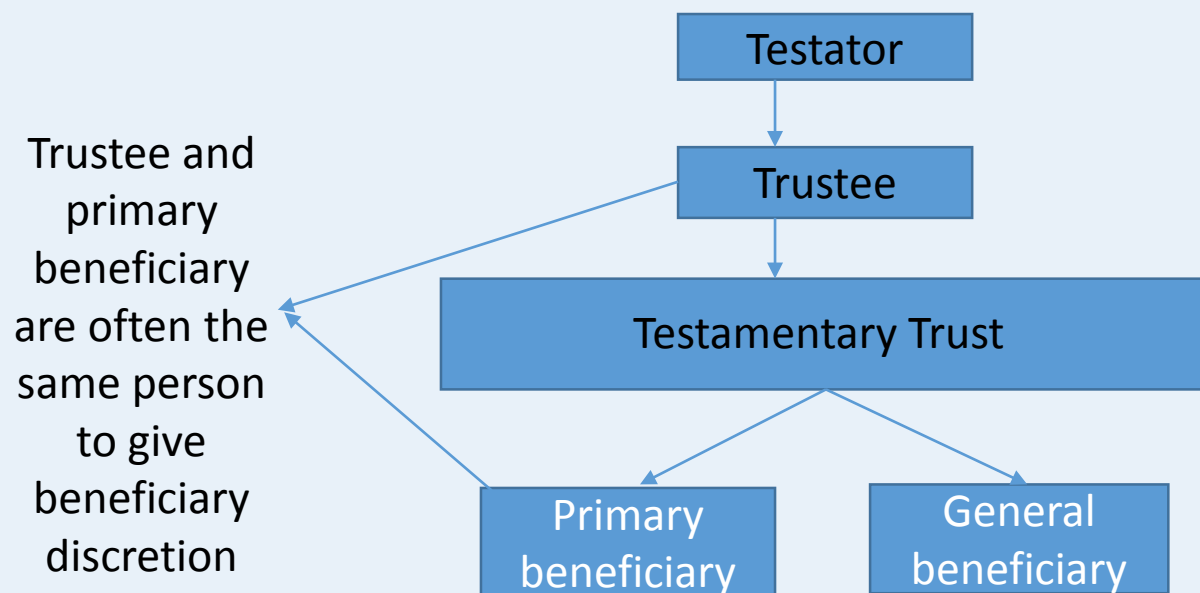 Testator
Trustee
Testamentary Trust
Primary
beneficiary
General
beneficiary
Trustee and
primary
beneficiary
are often the
same person
to give
beneficiary
discretion